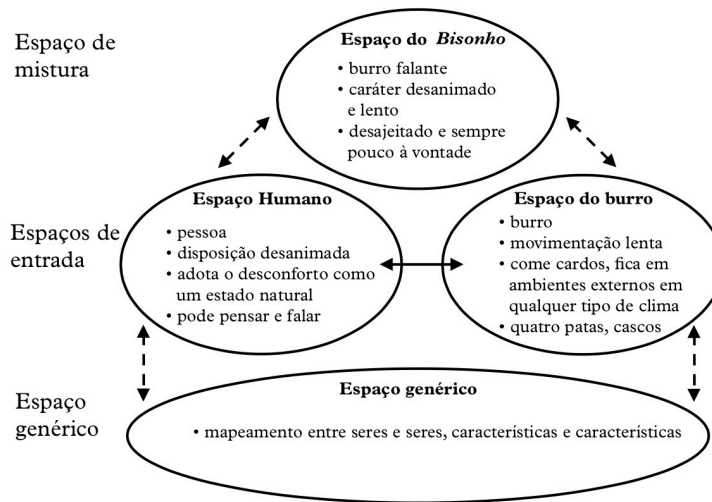 Espaço de
mistura
Espaço do Bisonho
• burro falante
• caráter desanimado
e lento
• desajeitado e sempre
pouco à vontade
Espaços de
entrada
Espaço Humano
• pessoa
• disposição desanimada
• adota o desconforto como
um estado natural
• pode pensar e falar
Espaço do burro
• burro
• movimentação lenta
• come cardos, fica em
ambientes externos em
qualquer tipo de clima
• quatro patas, cascos
Espaço
genérico
Espaço genérico
• mapeamento entre seres e seres, características e características